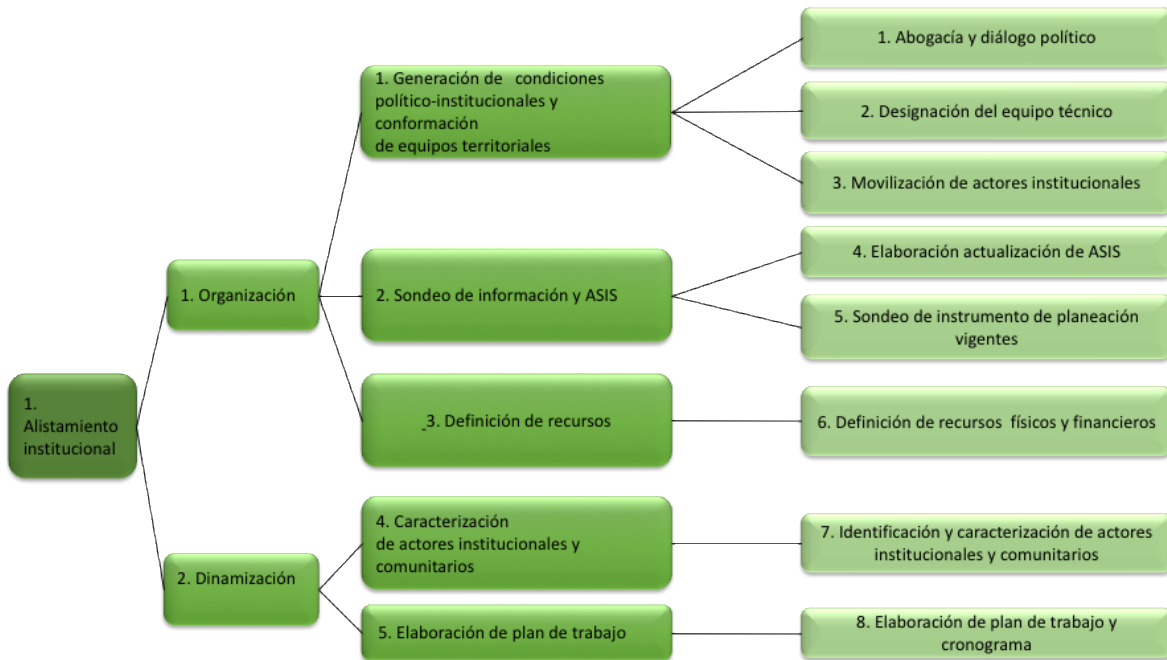 1.
Alistamiento
institucional
1. Organización
2. Dinamización
1. Generación de condiciones
político-institucionales y
conformación
de equipos territoriales
2. Sondeo de información y ASIS
-3. Definición de recursos
4. Caracterización
de actores institucionales y
comunitarios
5. Elaboración de plan de trabajo
1. Abogacía y diálogo político
2. Designación del equipo técnico
3. Movilización de actores institucionales
4. Elaboración actualización de ASIS
5. Sondeo de instrumento de planeación
vigentes
6. Definición de recursos físicos y financieros
7. Identificación y caracterización de actores
institucionales y comunitarios
8. Elaboración de plan de trabajo y
cronograma